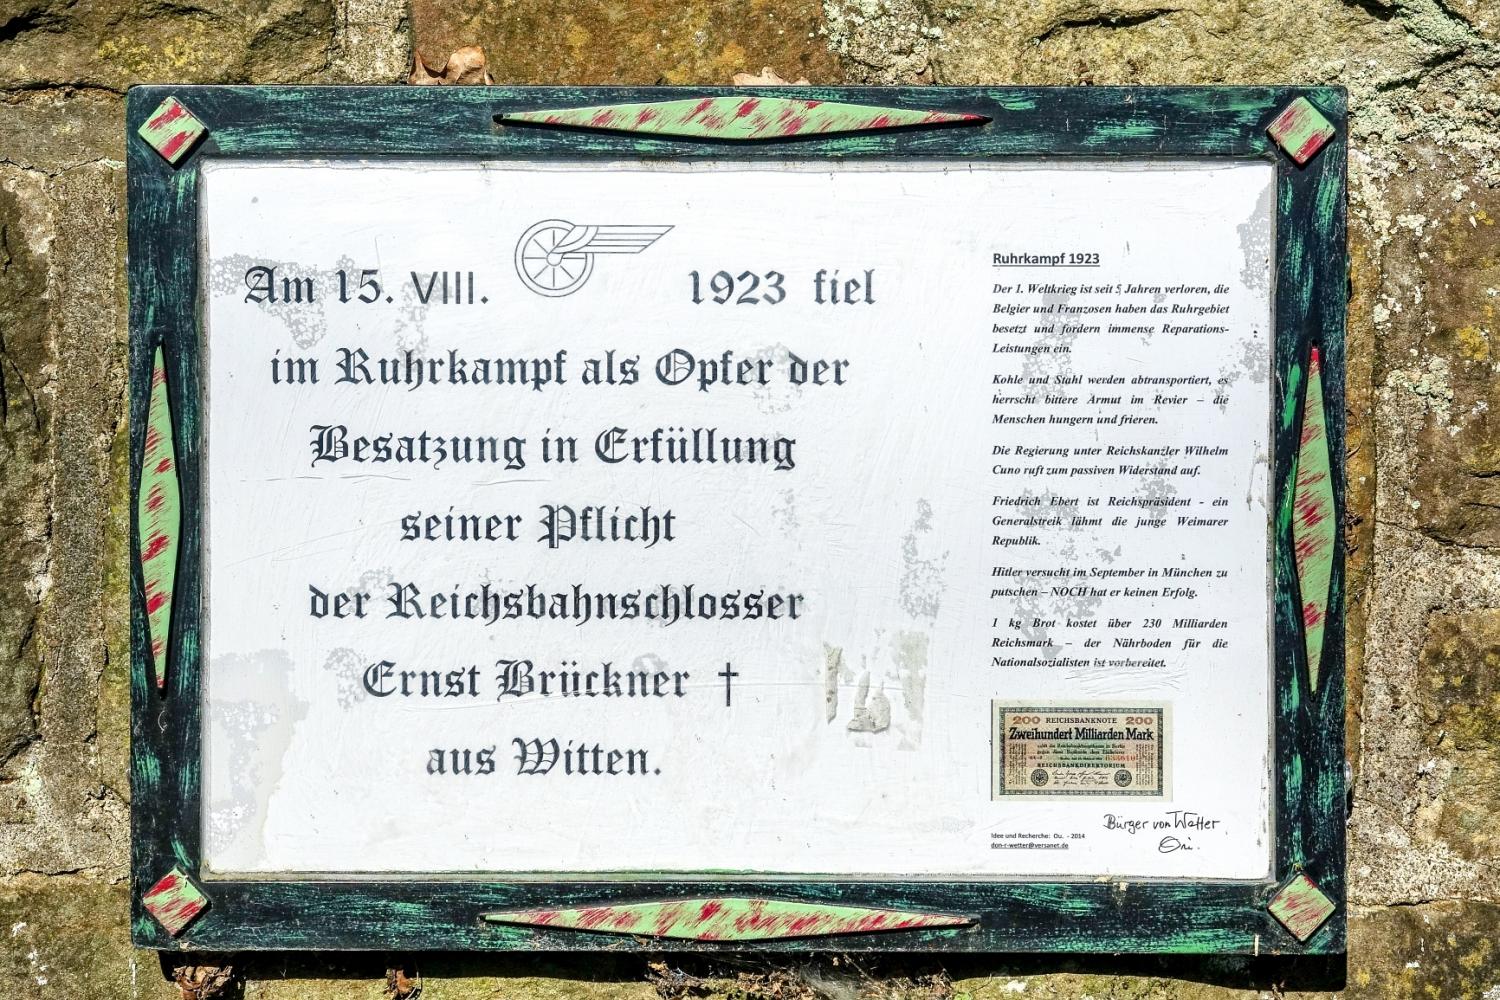 Am 15. VIII. 1923 fiel
im Ruhrkampf als Opfer der
Besatzung in Erfüllung
seiner Pflicht
der Reichsbahnschlosser
Ernst Brückner †
aus Witten.
Ruhrkampf 1923
Der 1. Weltkrieg ist seit 5 Jahren verloren, die
Belgier und Franzosen haben das Ruhrgebiet
besetzt und fordern immense Reparations-
Leistungen ein.
Kohle und Stahl werden abtransportiert, es
herrscht bittere Armut im Revier – die
Menschen hungern und frieren.
Die Regierung unter Reichskanzler Wilhelm
Cuno ruft zum passiven Widerstand auf.
Friedrich Ebert ist Reichspräsident - ein
Generalstreik lähmt die junge Weimarer
Republik.
Hitler versucht im September in München zu
putschen – NOCH hat er keinen Erfolg.
1 kg Brot kostet über 230 Milliarden
Reichsmark – der Nährboden für die
Nationalsozialisten ist vorbereitet.
200 REICHSBANKNOTE 200
Zweihundert Milliarden Mark
REICHSBANKDIREKTORIUM
Bürger von Wetter
Idee und Recherche: Ou. - 2014
don-r-wetter@versanet.de